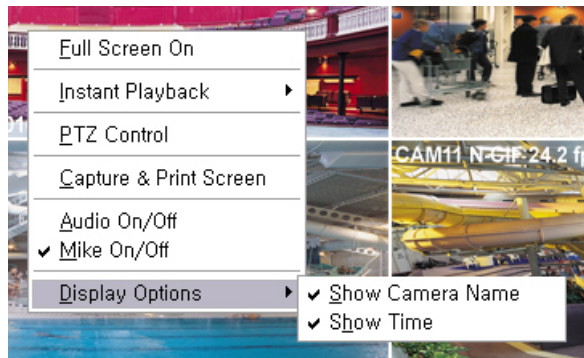 Full Screen On
Instant Playback
PTZ Control
Capture & Print Screen
Audio On/Off
Mike On/Off
Display Options
Show Camera Name
Show Time
CAM11 N-CIF-24.2